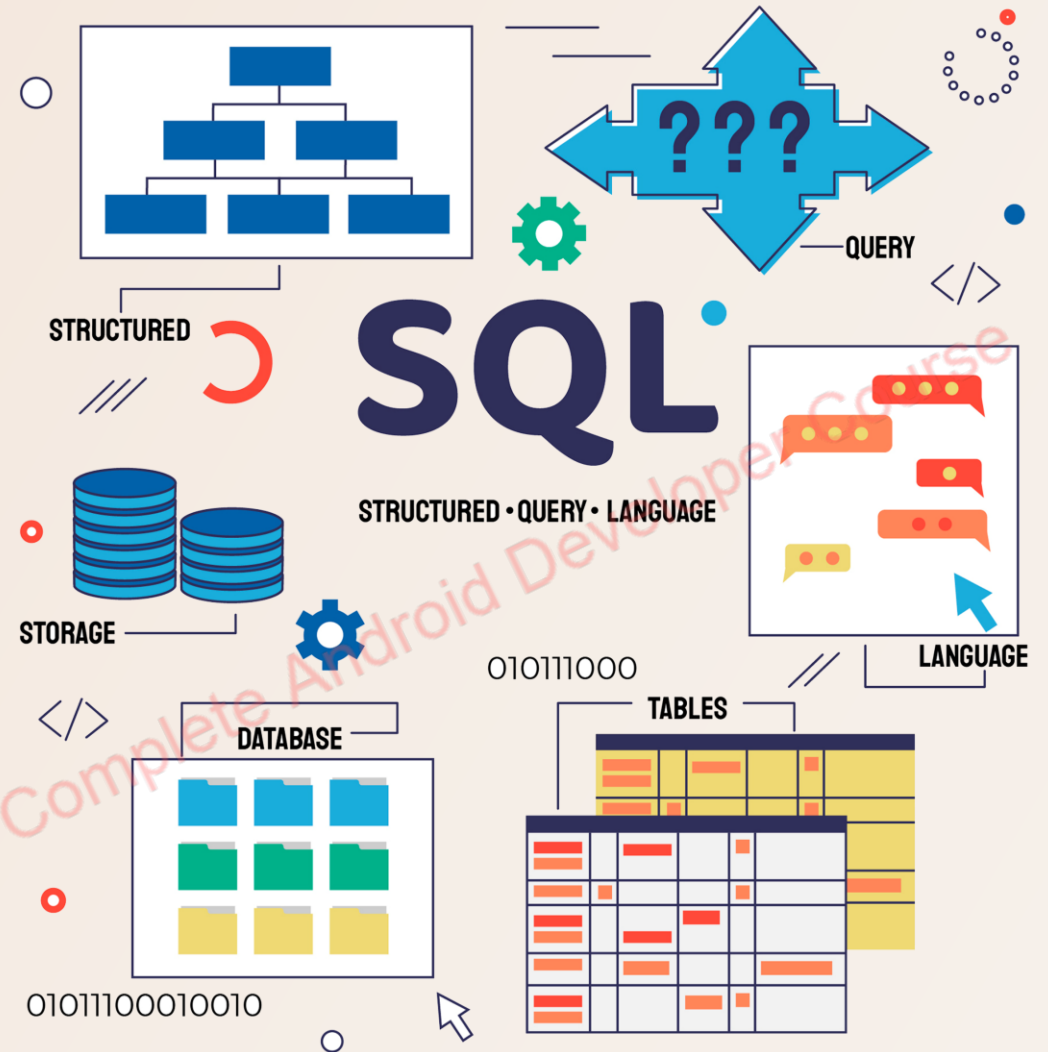 ???
QUERY
STRUCTURED
SQL
STRUCTURED • QUERY • LANGUAGE
STORAGE
LANGUAGE
010111000
TABLES
DATABASE
01011100010010
</>
</>
Complete Android Developer Course